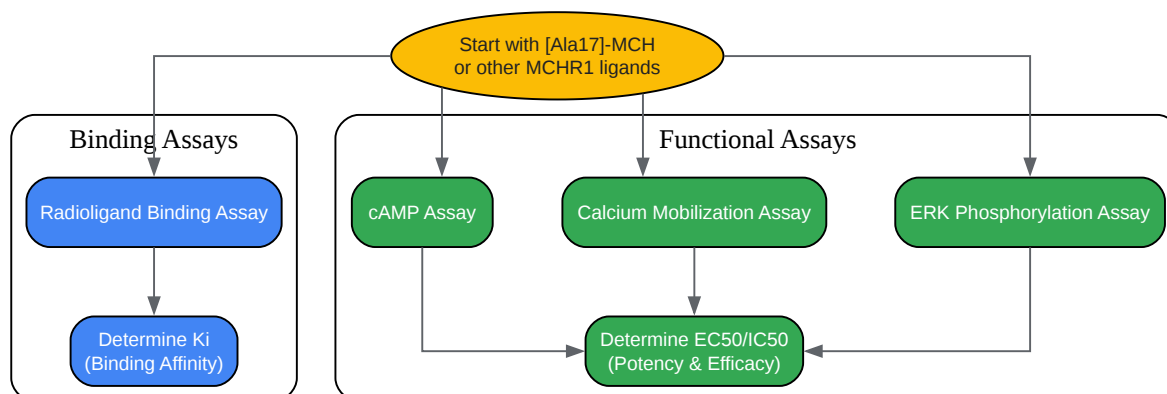 Start with [Ala17]-MCH
or other MCHR1 ligands
Binding Assays
Functional Assays
Radioligand Binding Assay
cAMP Assay
Calcium Mobilization Assay
ERK Phosphorylation Assay
Determine Ki
(Binding Affinity)
Determine EC50/IC50
(Potency & Efficacy)